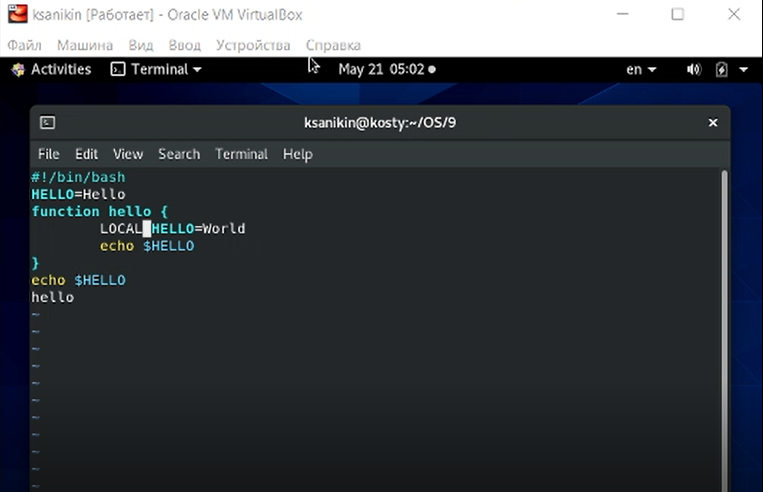 ksanikin [Работает] - Oracle VM VirtualBox
Файл Машина Вид Ввод Устройства Справка
Activities Terminal May 21 05:02 en
ksanikin@kosty:~/OS/9
File Edit View Search Terminal Help
#!/bin/bash
HELLO=Hello
function hello {
LOCAL HELLO=World
echo $HELLO
}
echo $HELLO
hello
~
~
~
~
~
~
~
~
~
~
~